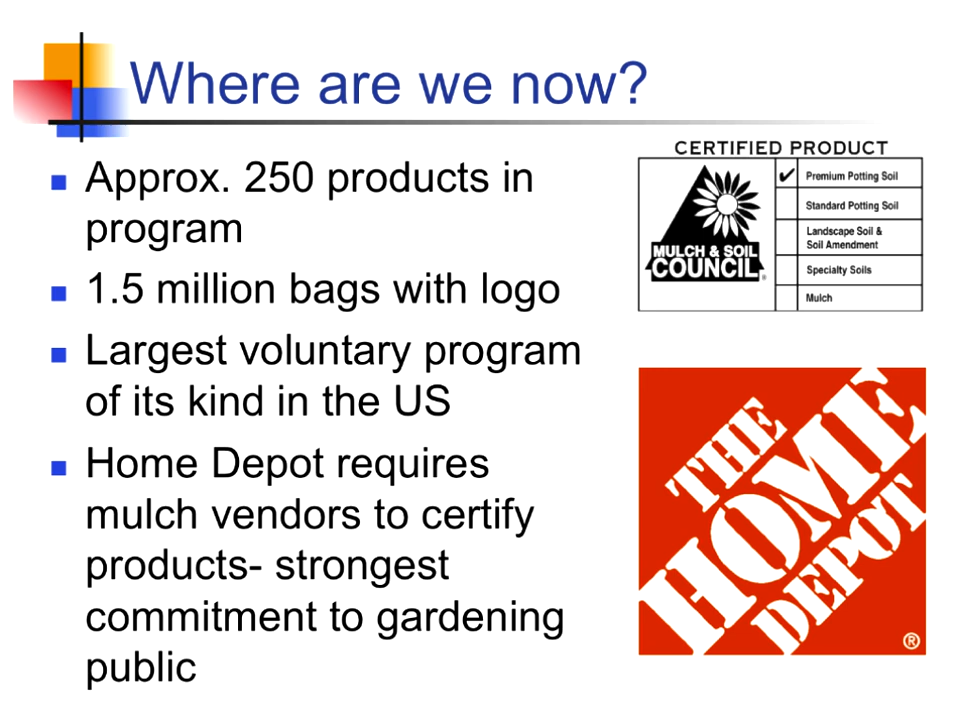 Where are we now?
Approx. 250 products in
program
1.5 million bags with logo
Largest voluntary program
of its kind in the US
Home Depot requires
mulch vendors to certify
products- strongest
commitment to gardening
public
CERTIFIED PRODUCT
MULCH & SOIL
COUNCIL
®
✓ Premium Potting Soil
Standard Potting Soil
Landscape Soil &
Soil Amendment
Specialty Soils
Mulch
THE
HOME
DEPOT
®